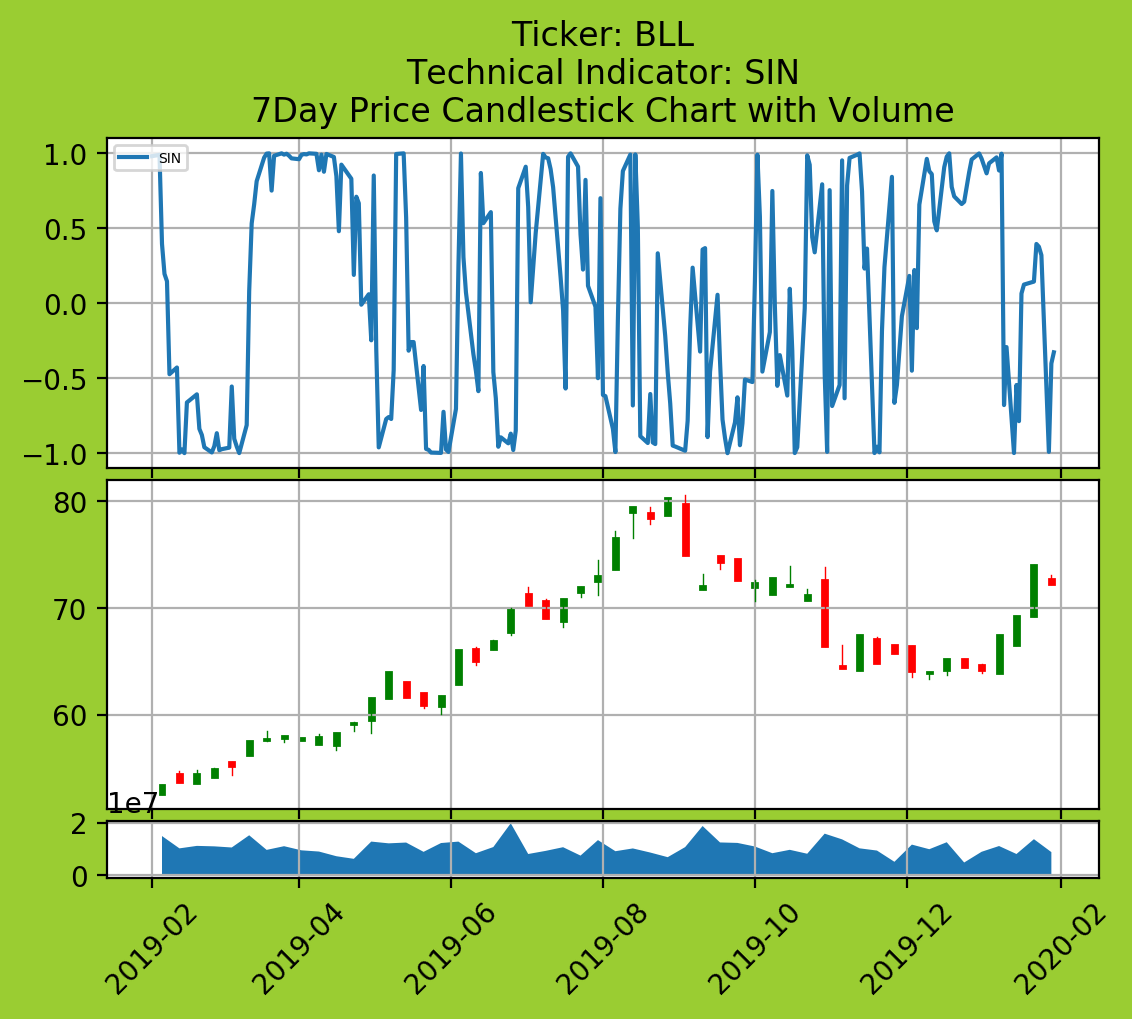 Ticker: BLL
Technical Indicator: SIN
7Day Price Candlestick Chart with Volume
SIN
1.0
0.5
0.0
−0.5
−1.0
80
70
60
1e7
2
0
2019-02 2019-04 2019-06 2019-08 2019-10 2019-12 2020-02